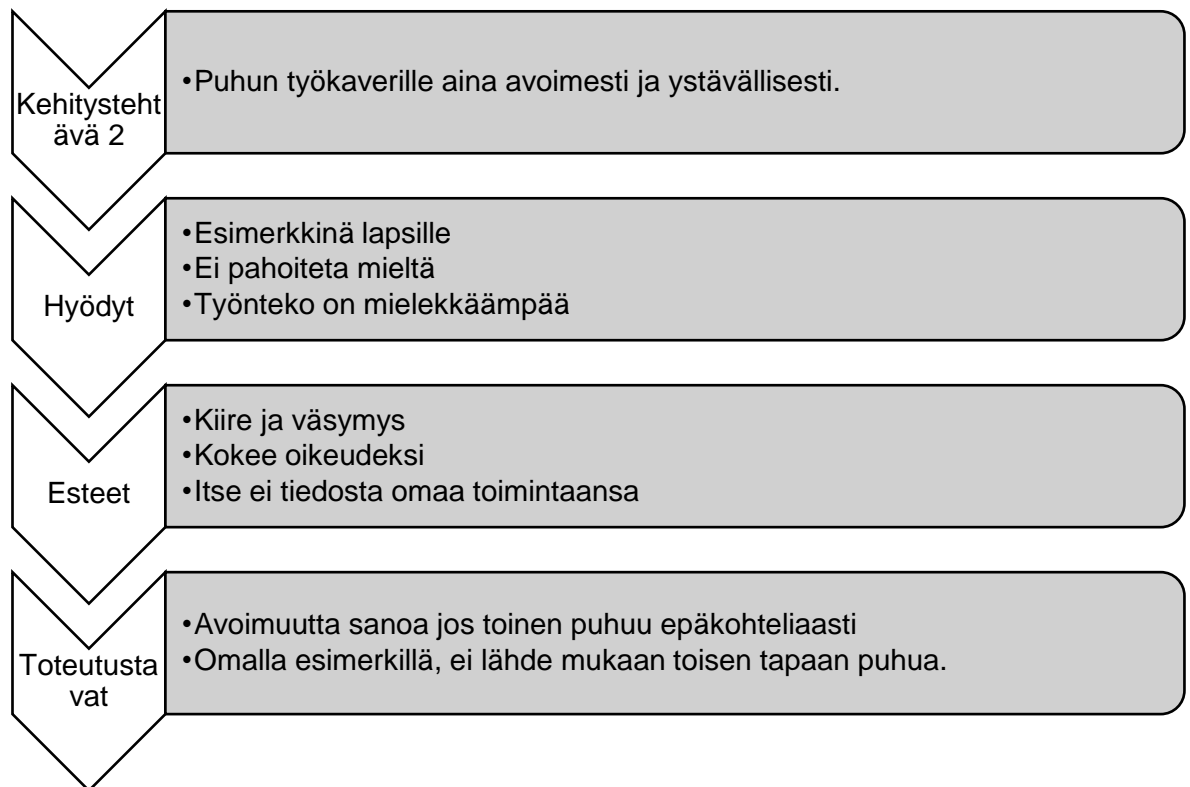 Kehitysteht
ävä 2
•Puhun työkaverille aina avoimesti ja ystävällisesti.
Hyödyt
•Esimerkkinä lapsille
•Ei pahoiteta mieltä
•Työnteko on mielekkäämpää
Esteet
•Kiire ja väsymys
•Kokee oikeudeksi
•Itse ei tiedosta omaa toimintaansa
Toteutusta
vat
•Avoimuutta sanoa jos toinen puhuu epäkohteliaasti
•Omalla esimerkillä, ei lähde mukaan toisen tapaan puhua.